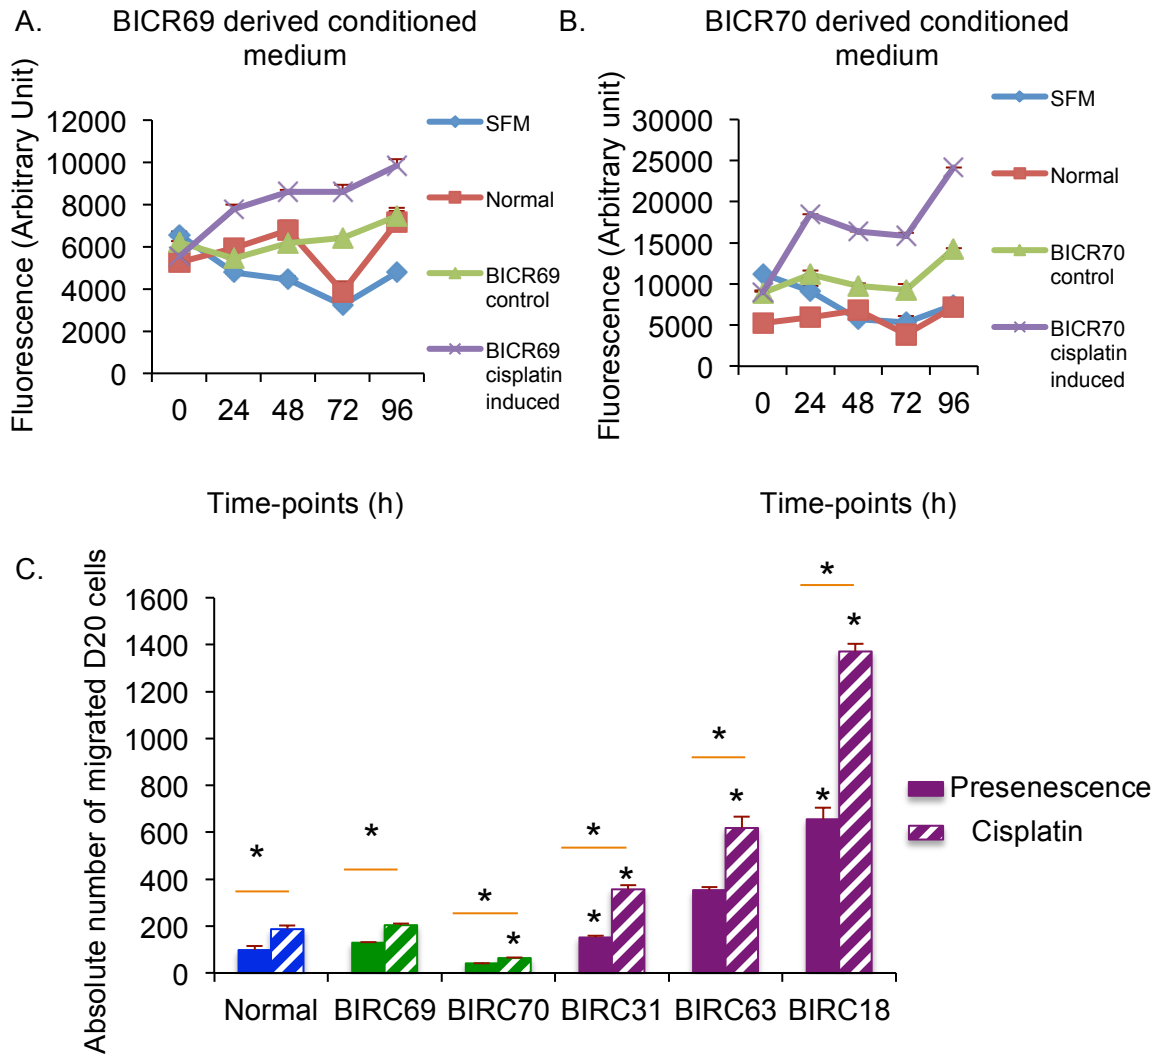 A.
BICR69 derived conditioned
medium
Fluorescence (Arbitrary Unit)
12000
10000
8000
6000
4000
2000
0
0 24 48 72 96
Time-points (h)
SFM
Normal
BICR69
control
BICR69
cisplatin
induced
B.
BICR70 derived conditioned
medium
Fluorescence (Arbitrary unit)
30000
25000
20000
15000
10000
5000
0
0 24 48 72 96
Time-points (h)
SFM
Normal
BICR70
control
BICR70
cisplatin
induced
C.
Absolute number of migrated D20 cells
1600
1400
1200
1000
800
600
400
200
0
* * * * * * * * * * * *
Normal BIRC69 BIRC70 BIRC31 BIRC63 BIRC18
Presenescence
Cisplatin